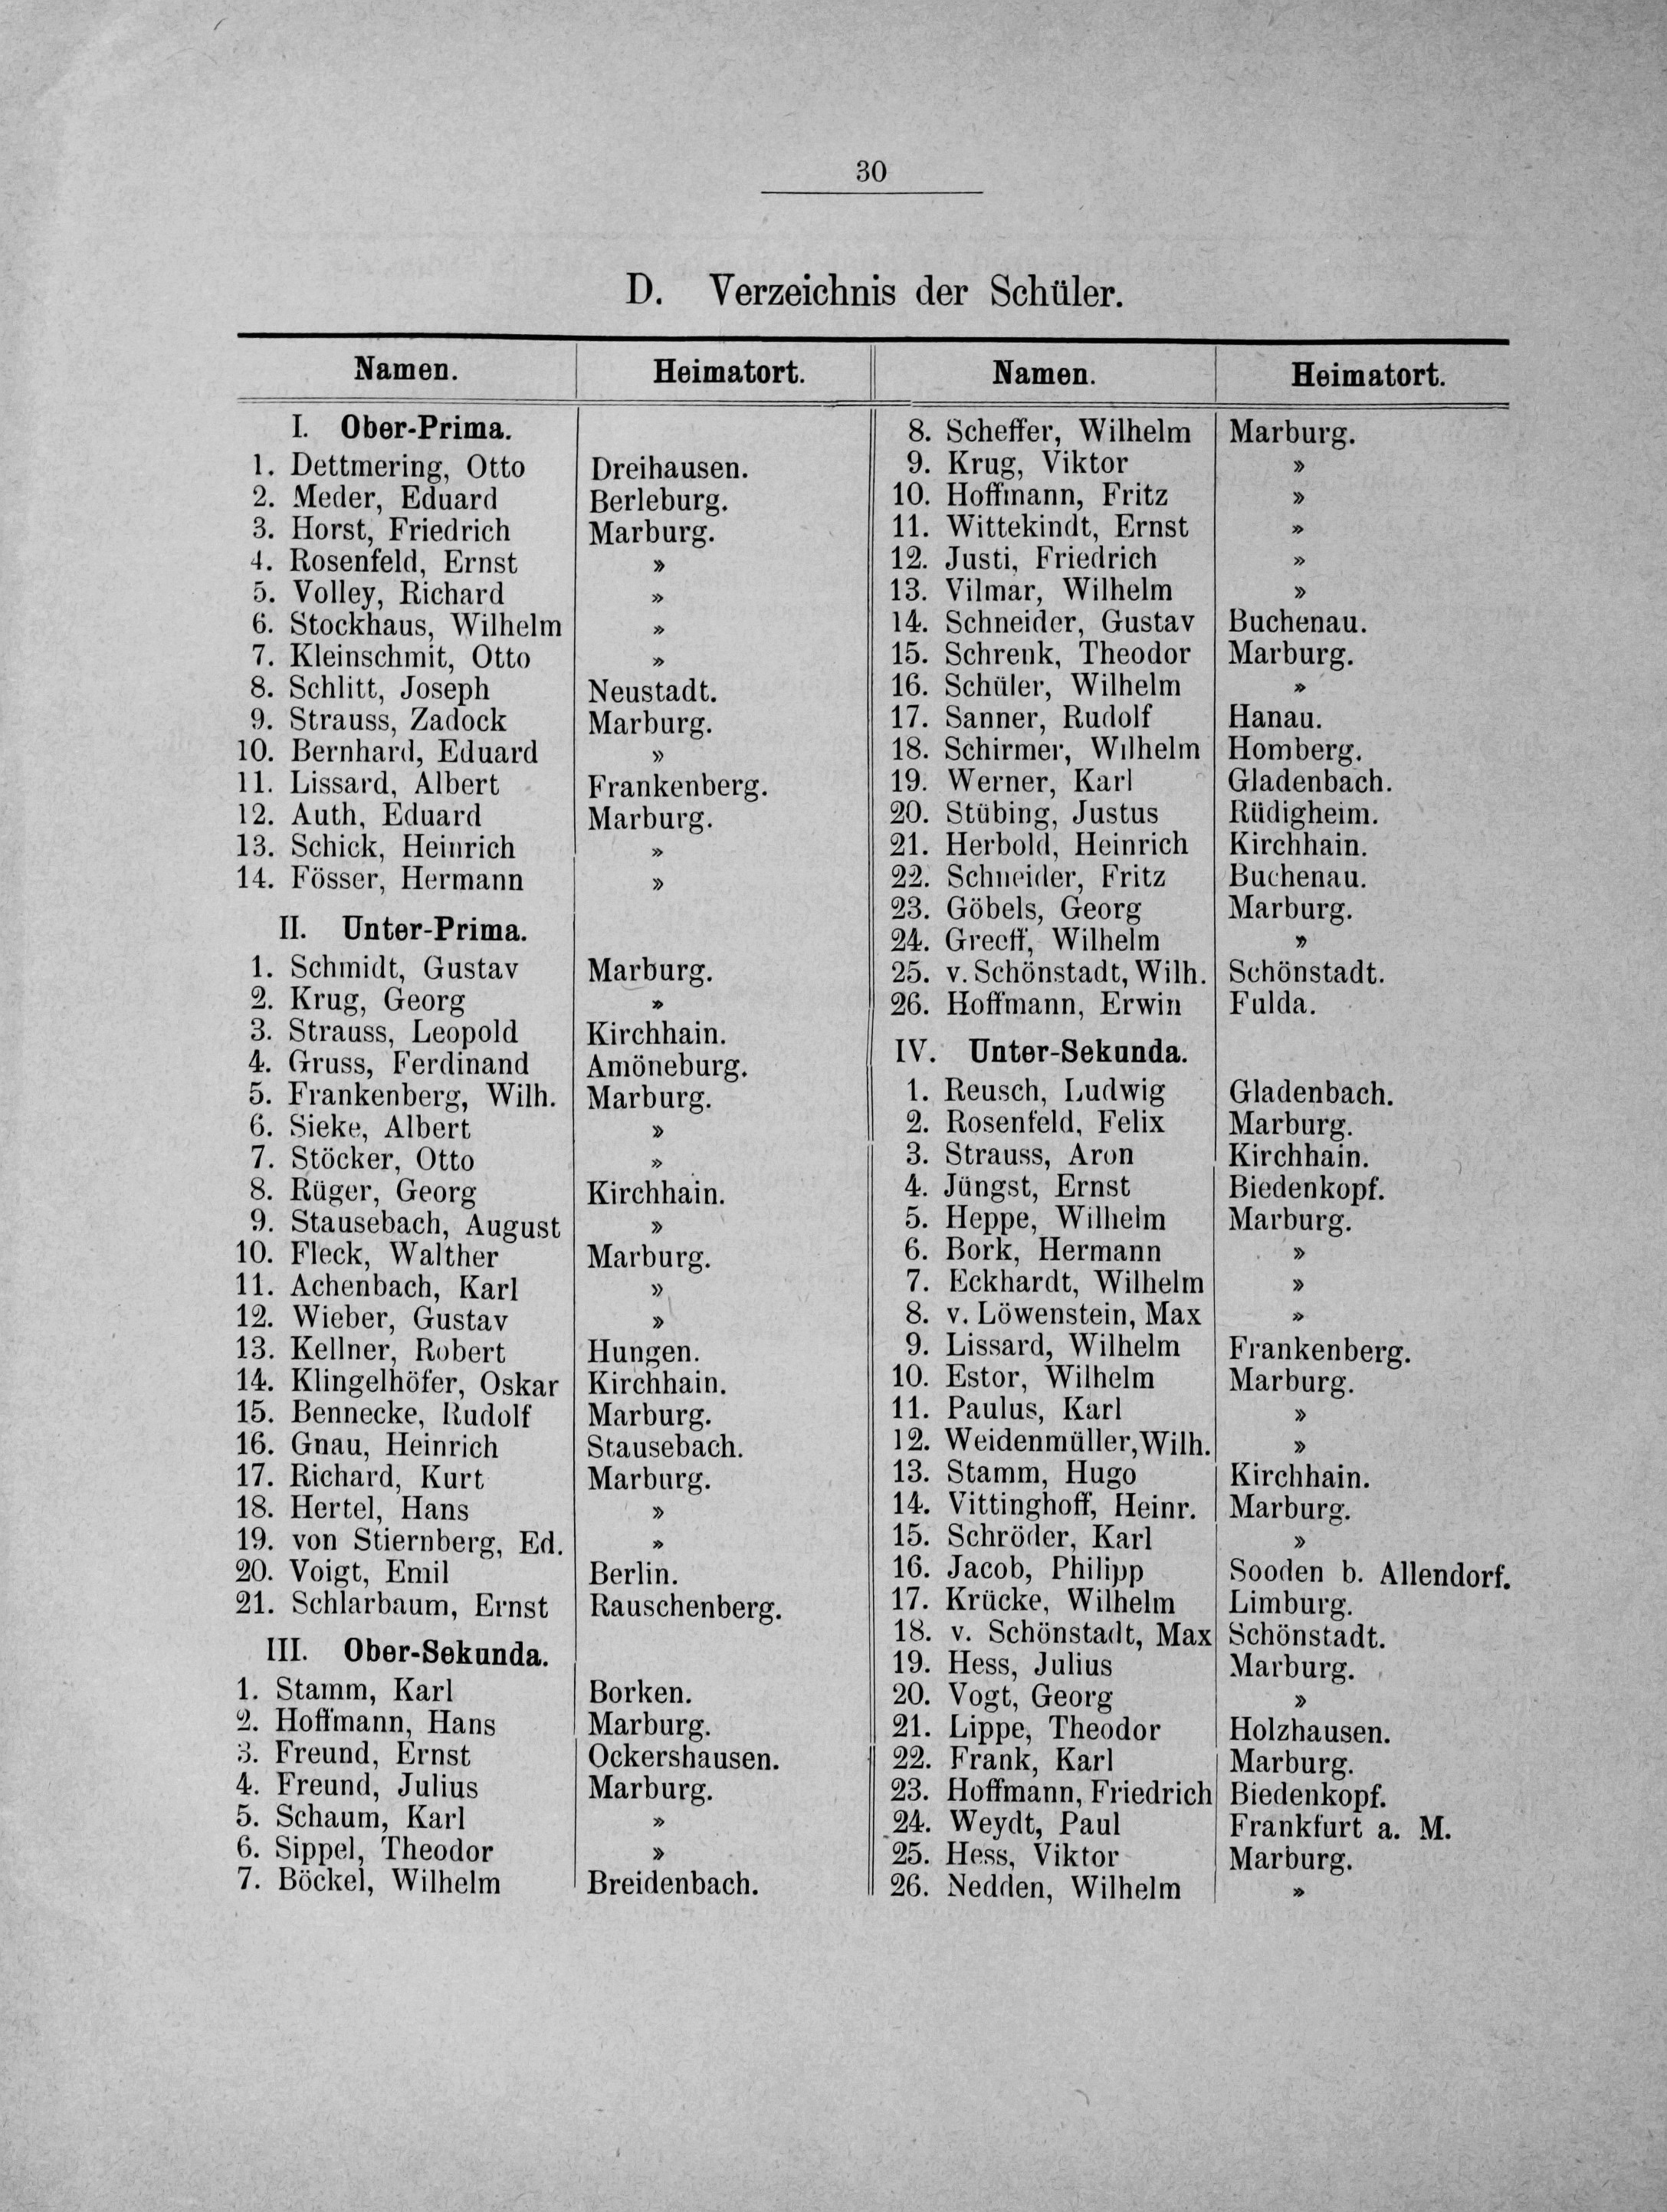 30
D. Verzeichnis der Schüler.
Namen. Heimatort. Namen. Heimatort.
I. Ober-Prima.
1. Dettmering, Otto Dreihausen.
2. Meder, Eduard Berleburg.
3. Horst, Friedrich Marburg.
4. Rosenfeld, Ernst »
5. Volley, Richard »
6. Stockhaus, Wilhelm »
7. Kleinschmit, Otto »
8. Schlitt, Joseph Neustadt.
9. Strauss, Zadock Marburg.
10. Bernhard, Eduard »
11. Lissard, Albert Frankenberg.
12. Auth, Eduard Marburg.
13. Schick, Heinrich »
14. Fösser, Hermann »
II. Unter-Prima.
1. Schmidt, Gustav Marburg.
2. Krug, Georg »
3. Strauss, Leopold Kirchhain.
4. Gruss, Ferdinand Amöneburg.
5. Frankenberg, Wilh. Marburg.
6. Sieke, Albert »
7. Stöcker, Otto »
8. Rüger, Georg Kirchhain.
9. Stausebach, August »
10. Fleck, Walther Marburg.
11. Achenbach, Karl »
12. Wieber, Gustav »
13. Kellner, Robert Hungen.
14. Klingelhöfer, Oskar Kirchhain.
15. Bennecke, Rudolf Marburg.
16. Gnau, Heinrich Stausebach.
17. Richard, Kurt Marburg.
18. Hertel, Hans »
19. von Stiernberg, Ed. »
20. Voigt, Emil Berlin.
21. Schlarbaum, Ernst Rauschenberg.
III. Ober-Sekunda.
1. Stamm, Karl Borken.
2. Hoffmann, Hans Marburg.
3. Freund, Ernst Ockershausen.
4. Freund, Julius Marburg.
5. Schaum, Karl »
6. Sippel, Theodor »
7. Böckel, Wilhelm Breidenbach.
8. Scheffer, Wilhelm Marburg.
9. Krug, Viktor »
10. Hoffmann, Fritz »
11. Wittekindt, Ernst »
12. Justi, Friedrich »
13. Vilmar, Wilhelm »
14. Schneider, Gustav Buchenau.
15. Schrenk, Theodor Marburg.
16. Schüler, Wilhelm »
17. Sanner, Rudolf Hanau.
18. Schirmer, Wilhelm Homberg.
19. Werner, Karl Gladenbach.
20. Stübing, Justus Rüdigheim.
21. Herbold, Heinrich Kirchhain.
22. Schneider, Fritz Buchenau.
23. Göbels, Georg Marburg.
24. Greeff, Wilhelm »
25. v. Schönstadt, Wilh. Schönstadt.
26. Hoffmann, Erwin Fulda.
IV. Unter-Sekunda.
1. Reusch, Ludwig Gladenbach.
2. Rosenfeld, Felix Marburg.
3. Strauss, Aron Kirchhain.
4. Jüngst, Ernst Biedenkopf.
5. Heppe, Wilhelm Marburg.
6. Bork, Hermann »
7. Eckhardt, Wilhelm »
8. v. Löwenstein, Max »
9. Lissard, Wilhelm Frankenberg.
10. Estor, Wilhelm Marburg.
11. Paulus, Karl »
12. Weidenmüller, Wilh. »
13. Stamm, Hugo Kirchhain.
14. Vittinghoff, Heinr. Marburg.
15. Schröder, Karl »
16. Jacob, Philipp Sooden b. Allendorf.
17. Krücke, Wilhelm Limburg.
18. v. Schönstadt, Max Schönstadt.
19. Hess, Julius Marburg.
20. Vogt, Georg »
21. Lippe, Theodor Holzhausen.
22. Frank, Karl Marburg.
23. Hoffmann, Friedrich Biedenkopf.
24. Weydt, Paul Frankfurt a. M.
25. Hess, Viktor Marburg.
26. Nedden, Wilhelm »